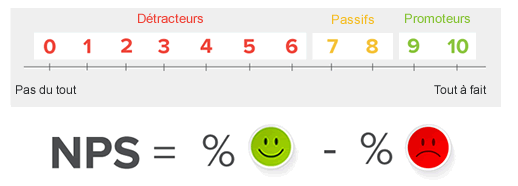 Détracteurs Passifs Promoteurs
0 1 2 3 4 5 6 7 8 9 10
Pas du tout Tout à fait
NPS = % - %